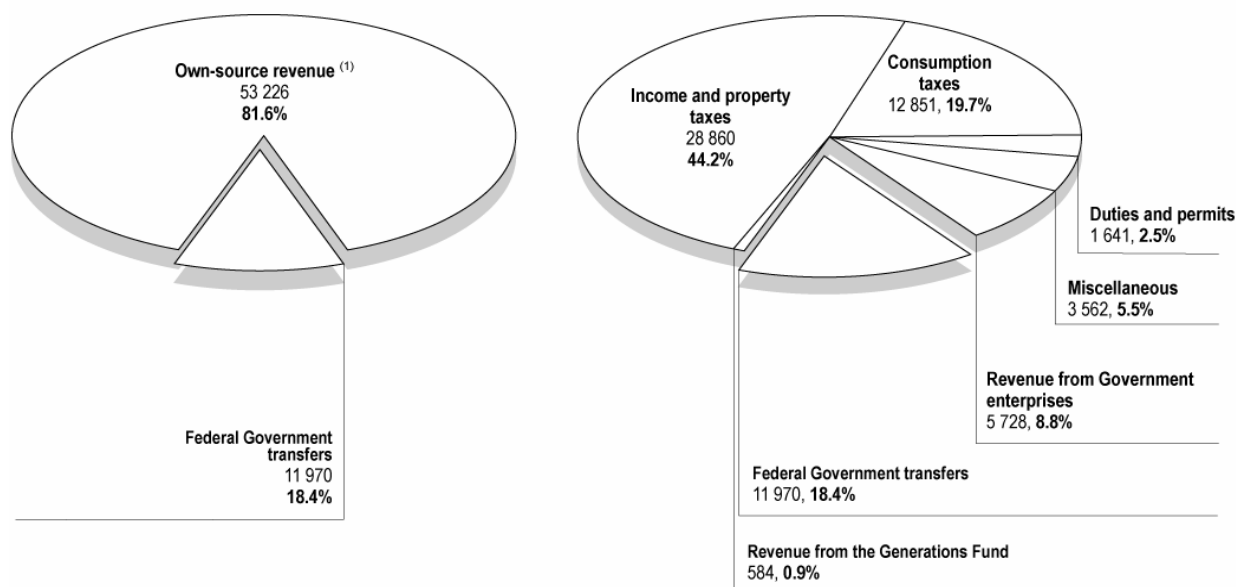 Own-source revenue (1)
53 226
81.6%
Federal Government
transfers
11 970
18.4%
Income and property
taxes
28 860
44.2%
Consumption
taxes
12 851, 19.7%
Duties and permits
1 641, 2.5%
Miscellaneous
3 562, 5.5%
Revenue from Government
enterprises
5 728, 8.8%
Federal Government transfers
11 970, 18.4%
Revenue from the Generations Fund
584, 0.9%